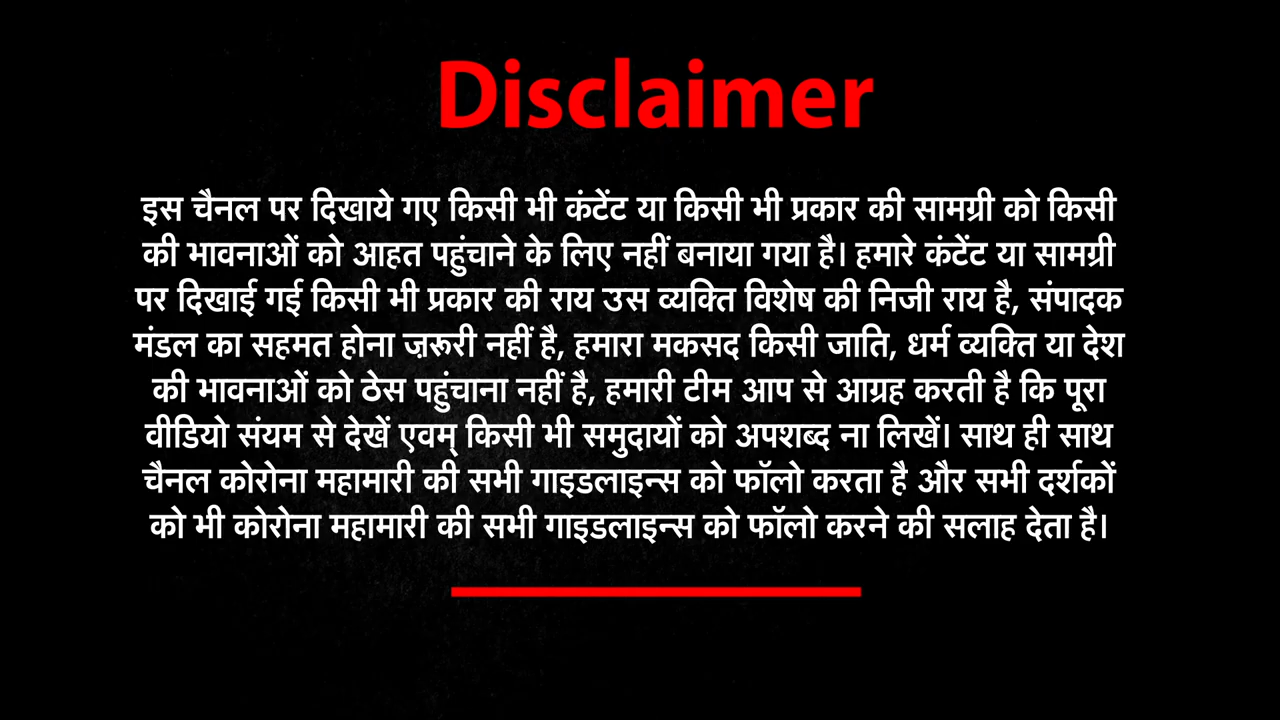 Disclaimer
इस चैनल पर दिखाये गए किसी भी कंटेंट या किसी भी प्रकार की सामग्री को किसी
की भावनाओं को आहत पहुंचाने के लिए नहीं बनाया गया है। हमारे कंटेंट या सामग्री
पर दिखाई गई किसी भी प्रकार की राय उस व्यक्ति विशेष की निजी राय है, संपादक
मंडल का सहमत होना ज़रूरी नहीं है, हमारा मकसद किसी जाति, धर्म व्यक्ति या देश
की भावनाओं को ठेस पहुंचाना नहीं है, हमारी टीम आप से आग्रह करती है कि पूरा
वीडियो संयम से देखें एवम् किसी भी समुदायों को अपशब्द ना लिखें। साथ ही साथ
चैनल कोरोना महामारी की सभी गाइडलाइन्स को फॉलो करता है और सभी दर्शकों
को भी कोरोना महामारी की सभी गाइडलाइन्स को फॉलो करने की सलाह देता है।